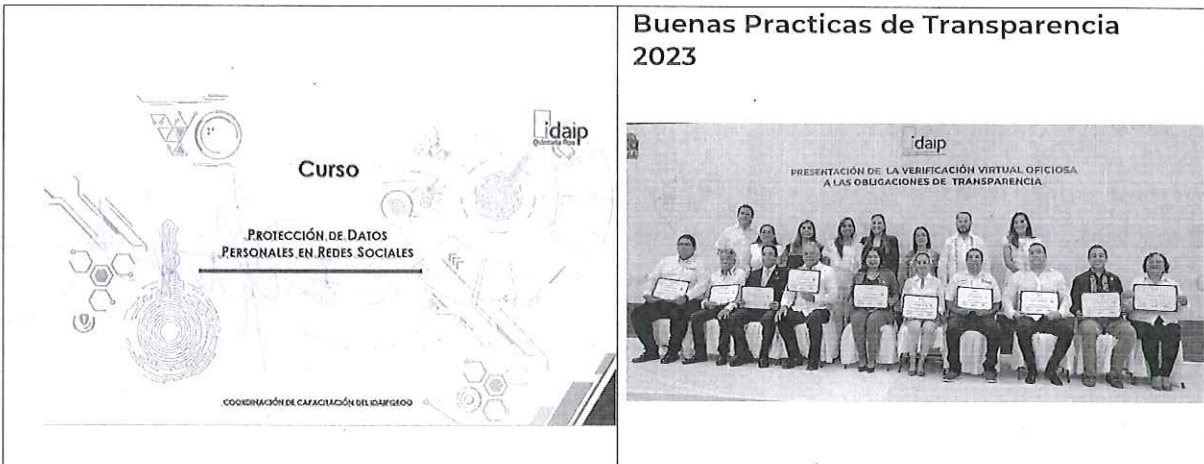 idaip
Quintana Roo
Curso
PROTECCIÓN DE DATOS
PERSONALES EN REDES SOCIALES
COORDINACIÓN DE CAPACITACIÓN DEL IDAIPQROO
Buenas Practicas de Transparencia
2023
idaip
PRESENTACIÓN DE LA VERIFICACIÓN VIRTUAL OFICIOSA
A LAS OBLIGACIONES DE TRANSPARENCIA